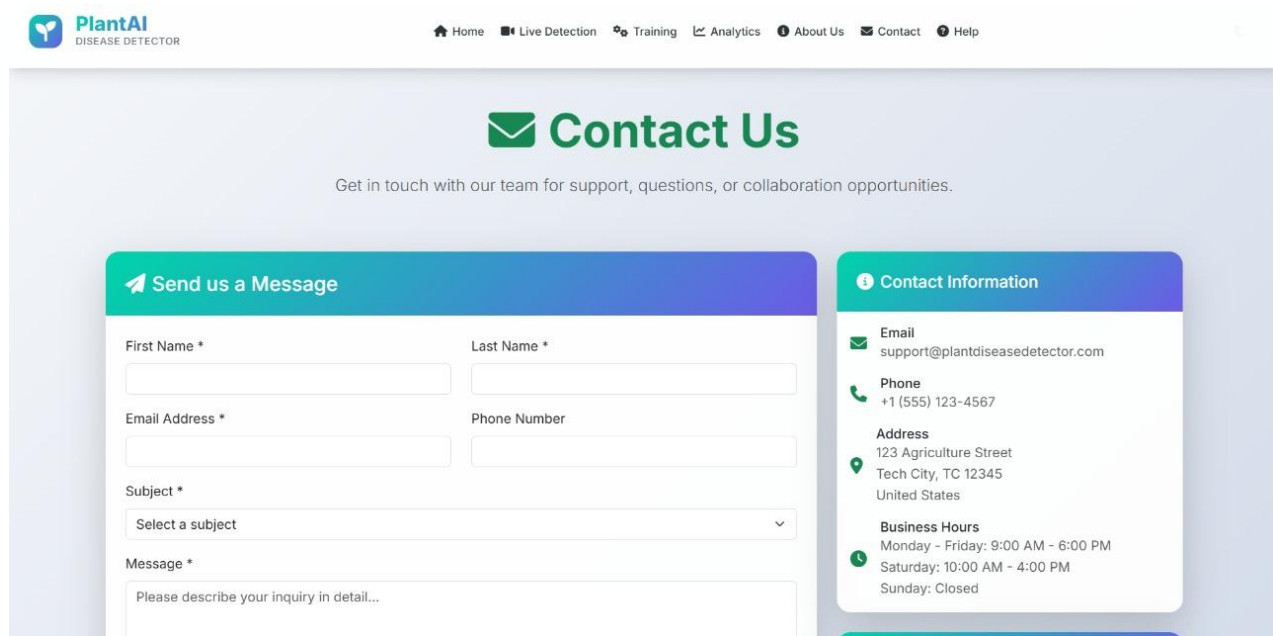 PlantAI
DISEASE DETECTOR
Home Live Detection Training Analytics About Us Contact Help
Contact Us
Get in touch with our team for support, questions, or collaboration opportunities.
Send us a Message
First Name * Last Name *
Email Address * Phone Number
Subject *
Select a subject
Message *
Please describe your inquiry in detail...
Contact Information
Email
support@plantdiseasedetector.com
Phone
+1 (555) 123-4567
Address
123 Agriculture Street
Tech City, TC 12345
United States
Business Hours
Monday - Friday: 9:00 AM - 6:00 PM
Saturday: 10:00 AM - 4:00 PM
Sunday: Closed